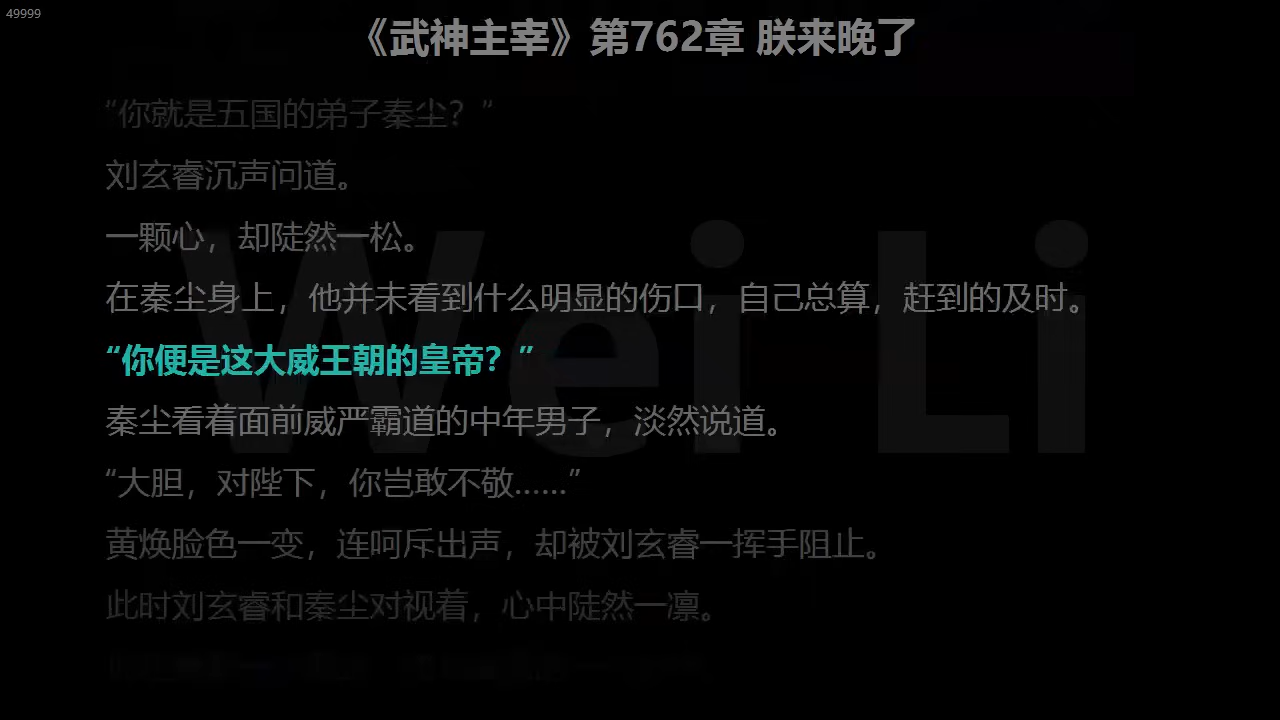 49999
《武神主宰》第762章 朕来晚了
“你就是五国的弟子秦尘？”
刘玄睿沉声问道。
一颗心，却陡然一松。
在秦尘身上，他并未看到什么明显的伤口，自己总算，赶到的及时。
“你便是这大威王朝的皇帝？”
秦尘看着面前威严霸道的中年男子，淡然说道。
“大胆，对陛下，你岂敢不敬……”
黄焕脸色一变，连呵斥出声，却被刘玄睿一挥手阻止。
此时刘玄睿和秦尘对视着，心中陡然一凛。
Wei Li